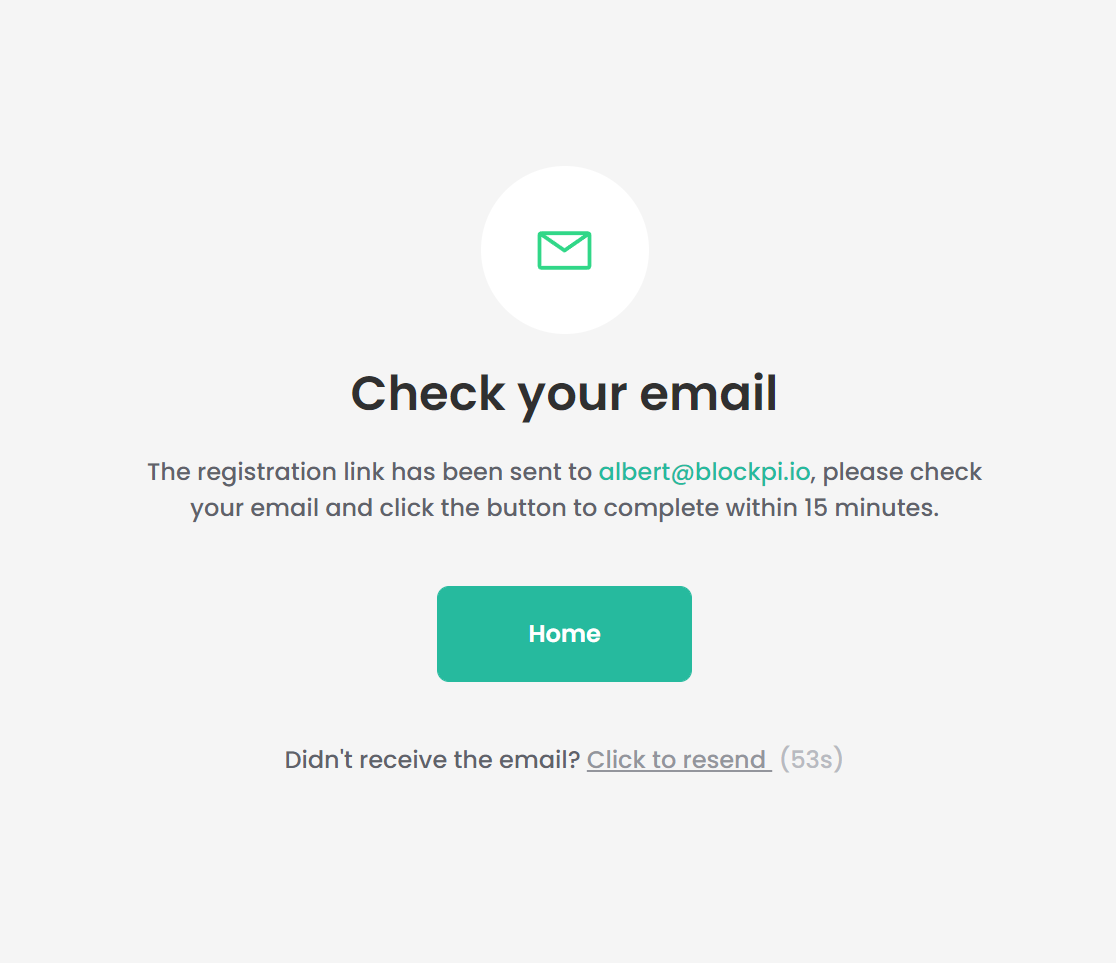 Check your email
The registration link has been sent to albert@blockpi.io, please check
your email and click the button to complete within 15 minutes.
Home
Didn't receive the email? Click to resend (53s)